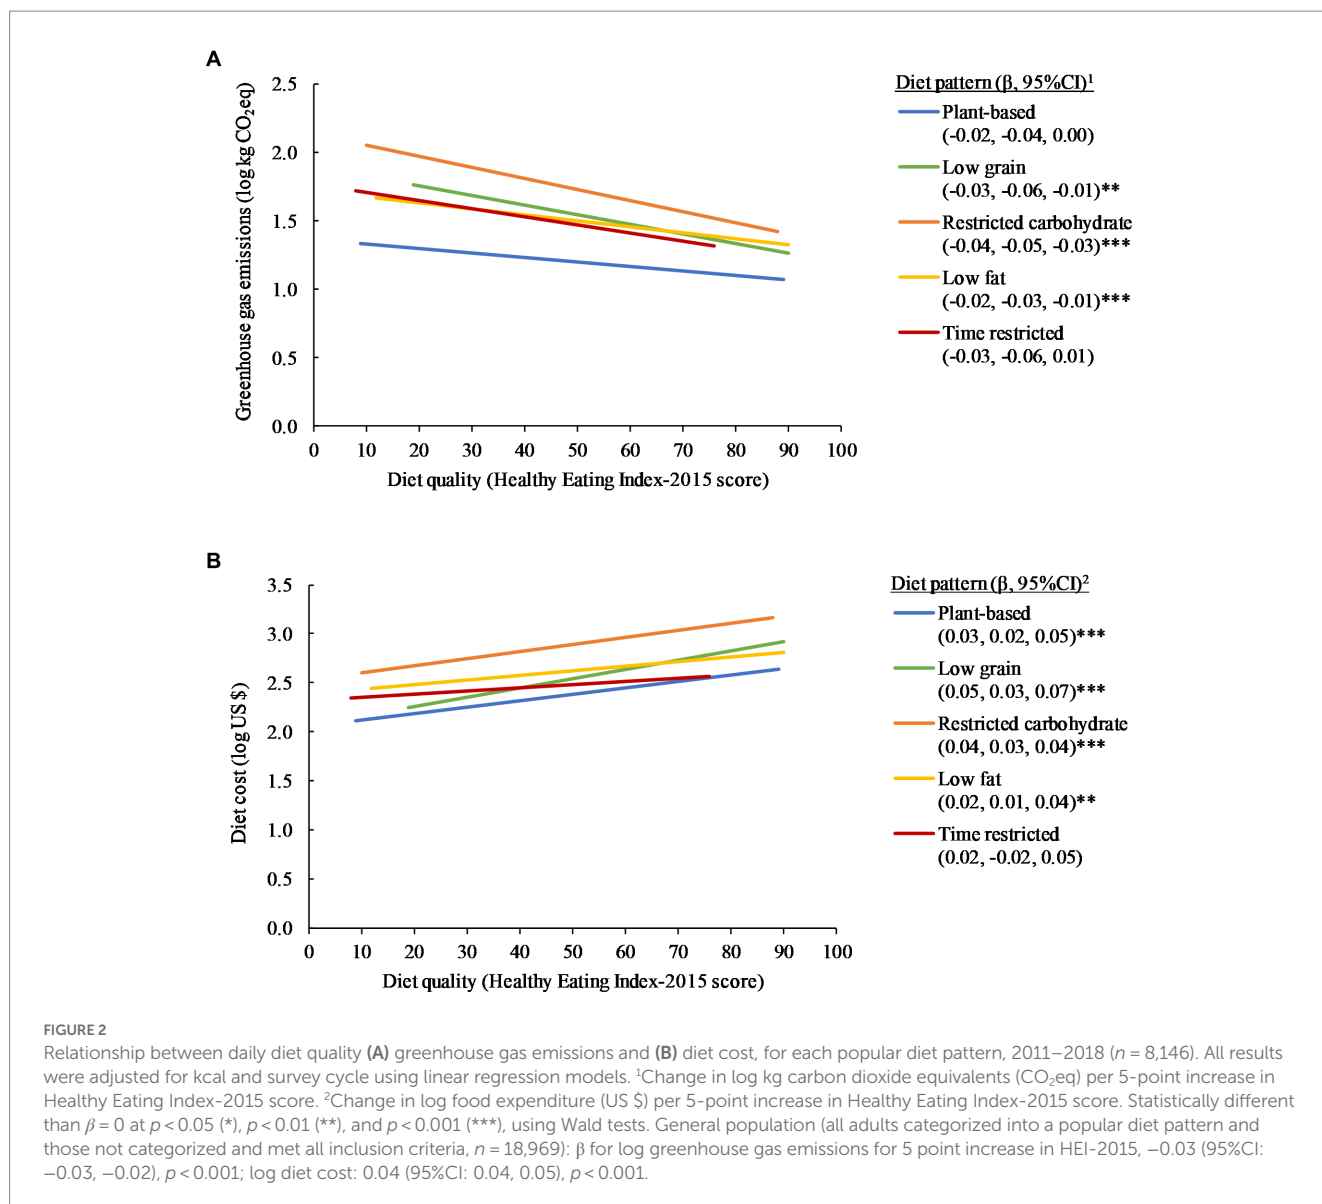 A
Greenhouse gas emissions (log kg CO₂eq)
2.5
2.0
1.5
1.0
0.5
0.0
0 10 20 30 40 50 60 70 80 90 100
Diet quality (Healthy Eating Index-2015 score)
Diet pattern (β, 95%CI)¹
Plant-based
(-0.02, -0.04, 0.00)
Low grain
(-0.03, -0.06, -0.01)**
Restricted carbohydrate
(-0.04, -0.05, -0.03)***
Low fat
(-0.02, -0.03, -0.01)***
Time restricted
(-0.03, -0.06, 0.01)
B
Diet cost (log US $)
3.5
3.0
2.5
2.0
1.5
1.0
0.5
0.0
0 10 20 30 40 50 60 70 80 90 100
Diet quality (Healthy Eating Index-2015 score)
Diet pattern (β, 95%CI)²
Plant-based
(0.03, 0.02, 0.05)***
Low grain
(0.05, 0.03, 0.07)***
Restricted carbohydrate
(0.04, 0.03, 0.04)***
Low fat
(0.02, 0.01, 0.04)**
Time restricted
(0.02, -0.02, 0.05)
FIGURE 2
Relationship between daily diet quality (A) greenhouse gas emissions and (B) diet cost, for each popular diet pattern, 2011–2018 (n = 8,146). All results
were adjusted for kcal and survey cycle using linear regression models. ¹Change in log kg carbon dioxide equivalents (CO₂eq) per 5-point increase in
Healthy Eating Index-2015 score. ²Change in log food expenditure (US $) per 5-point increase in Healthy Eating Index-2015 score. Statistically different
than β = 0 at p < 0.05 (*), p < 0.01 (**), and p < 0.001 (***), using Wald tests. General population (all adults categorized into a popular diet pattern and
those not categorized and met all inclusion criteria, n = 18,969): β for log greenhouse gas emissions for 5 point increase in HEI-2015, −0.03 (95%CI:
−0.03, −0.02), p < 0.001; log diet cost: 0.04 (95%CI: 0.04, 0.05), p < 0.001.